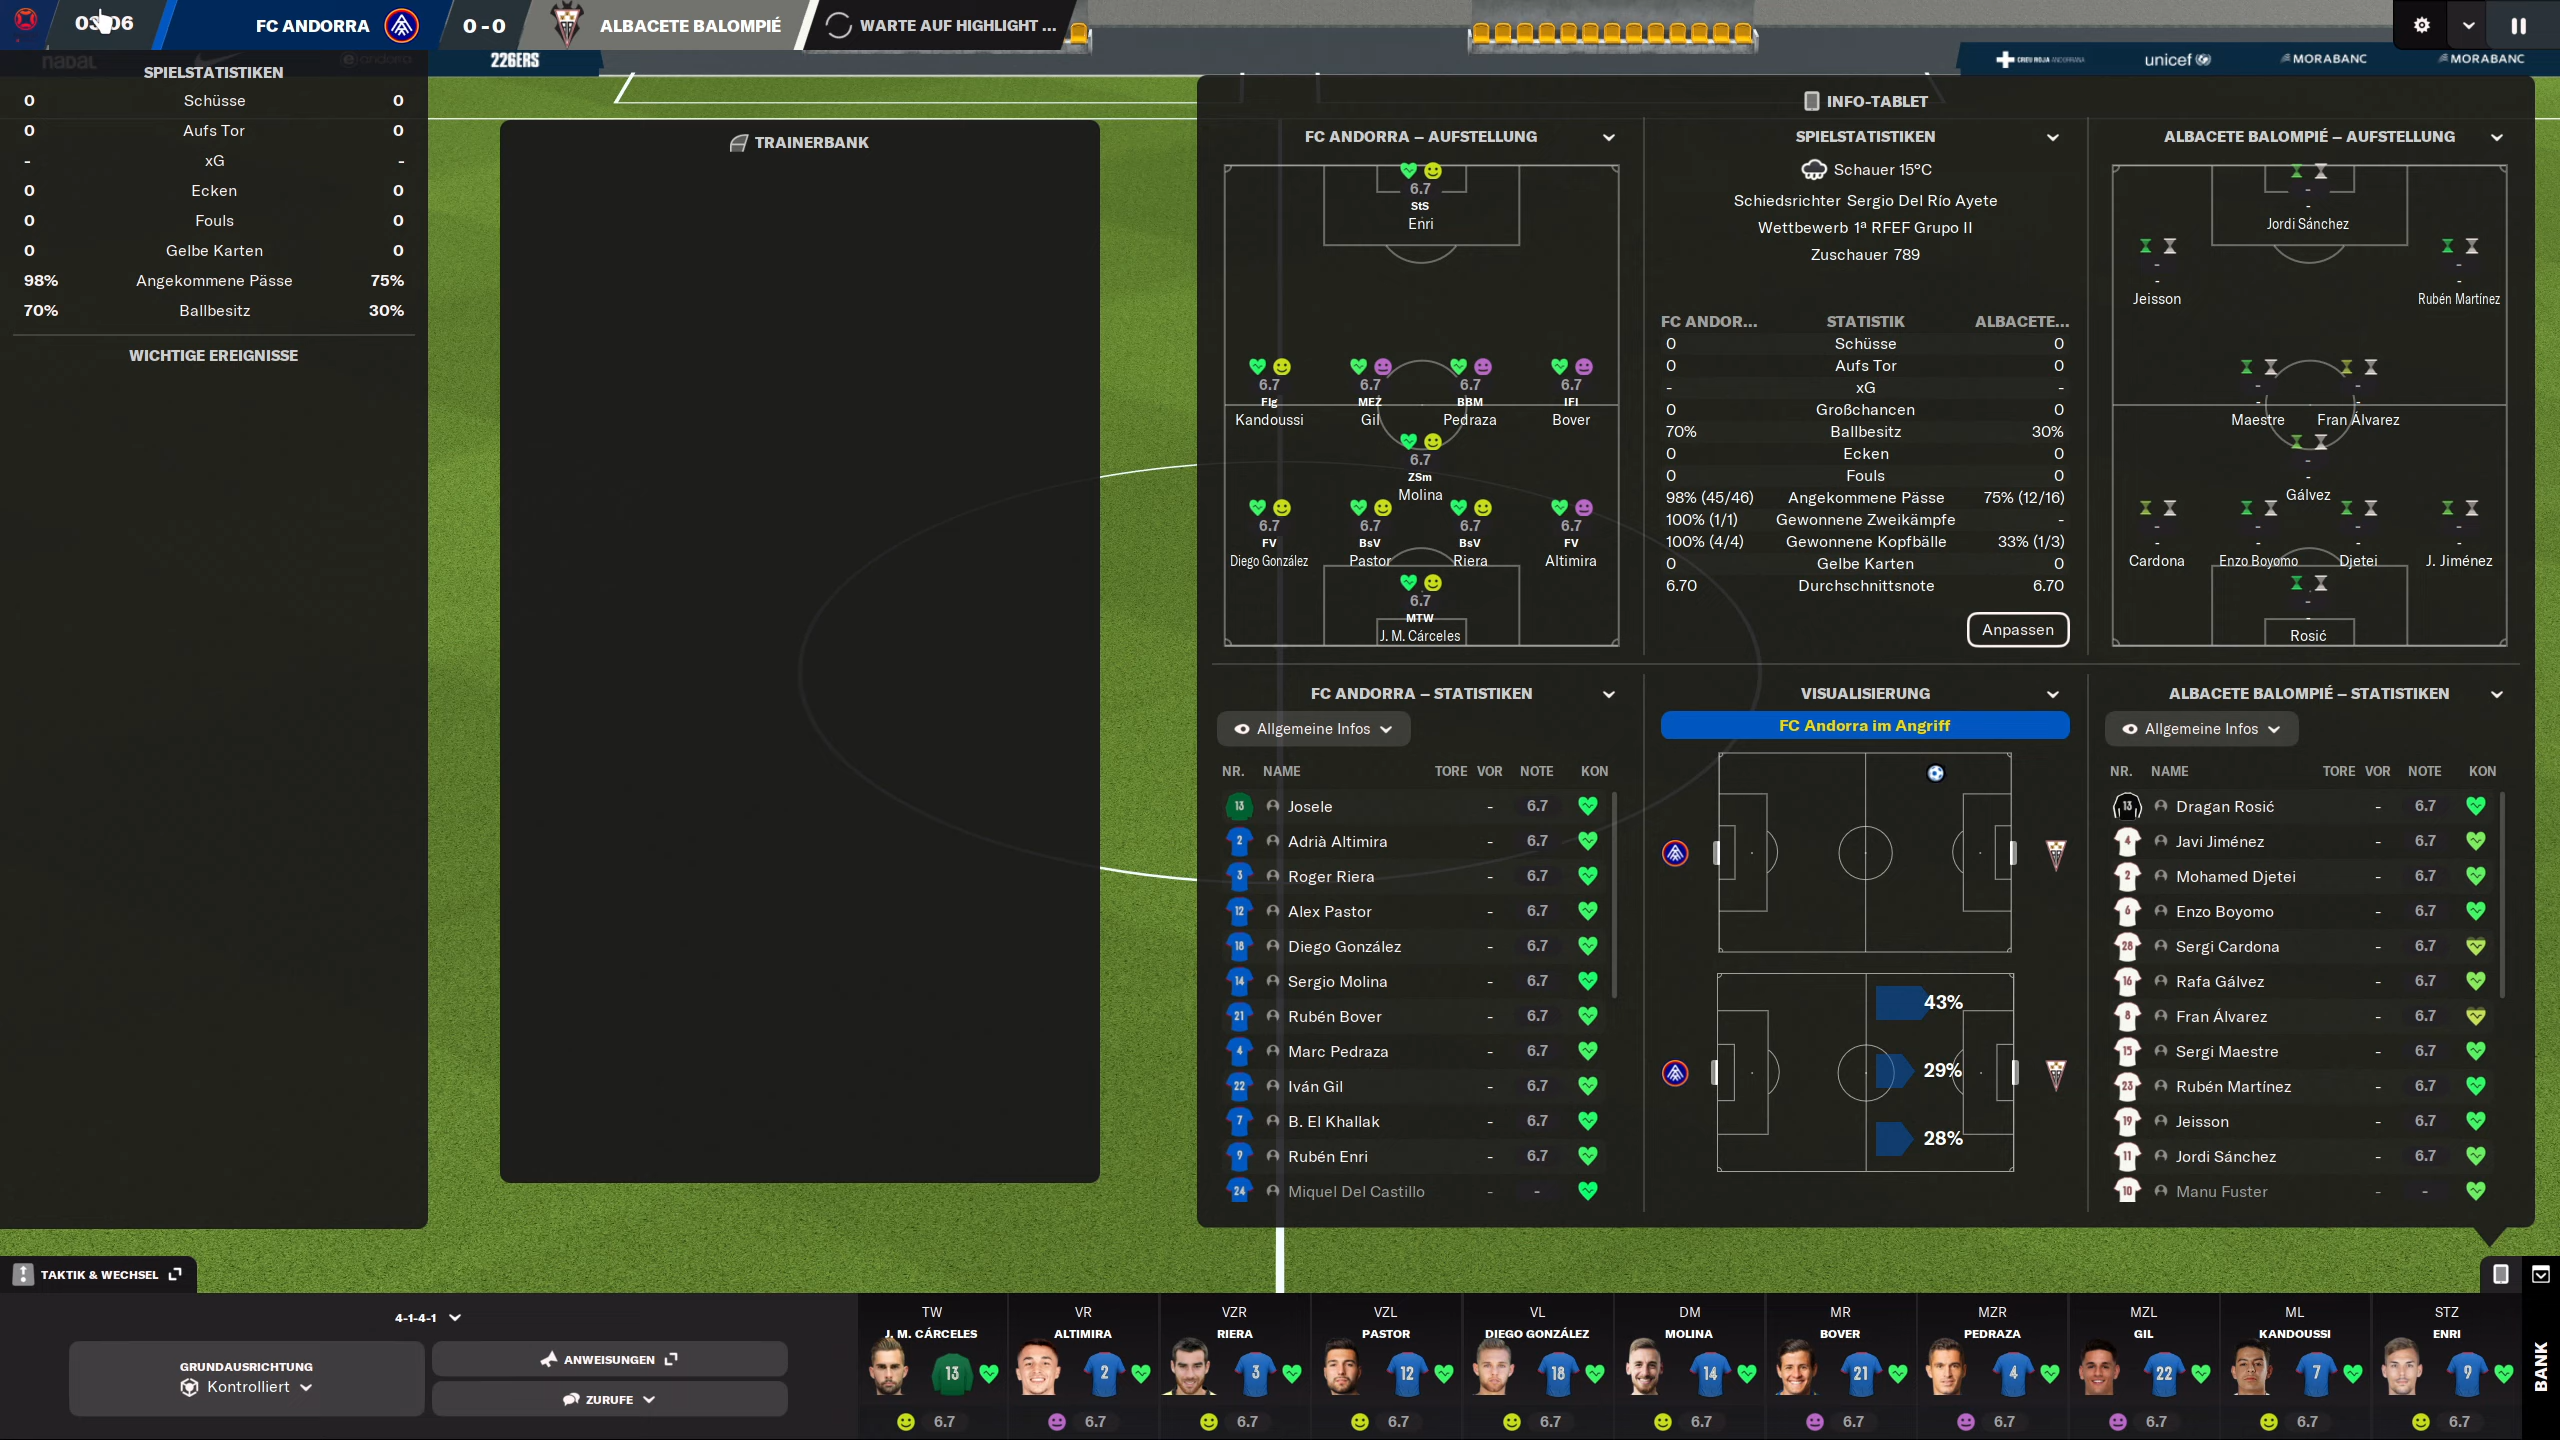 FC ANDORRA
0 - 0
ALBACETE BALOMPIÉ
WARTE AUF HIGHLIGHT ...
226ERS
CREU ROJA ANDORRANA
unicef
MORABANC
MORABANC
SPIELSTATISTIKEN
0 Schüsse 0
0 Aufs Tor 0
- xG -
0 Ecken 0
0 Fouls 0
0 Gelbe Karten 0
98% Angekommene Pässe 75%
70% Ballbesitz 30%
WICHTIGE EREIGNISSE
TRAINERBANK
INFO-TABLET
FC ANDORRA – AUFSTELLUNG
6.7
StS
Enri
6.7 6.7 6.7 6.7
Flg MEZ BBM IFl
Kandoussi Gil Pedraza Bover
6.7
ZSm
Molina
6.7 6.7 6.7 6.7
FV BsV BsV FV
Diego González Pastor Riera Altimira
6.7
MTW
J. M. Cárceles
SPIELSTATISTIKEN
Schauer 15°C
Schiedsrichter Sergio Del Río Ayete
Wettbewerb 1ª RFEF Grupo II
Zuschauer 789
FC ANDOR... STATISTIK ALBACETE...
0 Schüsse 0
0 Aufs Tor 0
- xG -
0 Großchancen 0
70% Ballbesitz 30%
0 Ecken 0
0 Fouls 0
98% (45/46) Angekommene Pässe 75% (12/16)
100% (1/1) Gewonnene Zweikämpfe -
100% (4/4) Gewonnene Kopfbälle 33% (1/3)
0 Gelbe Karten 0
6.70 Durchschnittsnote 6.70
Anpassen
ALBACETE BALOMPIÉ – AUFSTELLUNG
-
-
Jordi Sánchez
- -
- -
Jeisson Rubén Martínez
- -
- -
Maestre Fran Álvarez
-
-
Gálvez
- - - -
- - - -
Cardona Enzo Boyomo Djetei J. Jiménez
-
-
Rosić
FC ANDORRA – STATISTIKEN
Allgemeine Infos
NR. NAME TORE VOR NOTE KON
13 Josele - 6.7
2 Adrià Altimira - 6.7
3 Roger Riera - 6.7
12 Alex Pastor - 6.7
18 Diego González - 6.7
14 Sergio Molina - 6.7
21 Rubén Bover - 6.7
4 Marc Pedraza - 6.7
22 Iván Gil - 6.7
7 B. El Khallak - 6.7
9 Rubén Enri - 6.7
24 Miquel Del Castillo - -
VISUALISIERUNG
FC Andorra im Angriff
43%
29%
28%
ALBACETE BALOMPIÉ – STATISTIKEN
Allgemeine Infos
NR. NAME TORE VOR NOTE KON
13 Dragan Rosić - 6.7
4 Javi Jiménez - 6.7
2 Mohamed Djetei - 6.7
6 Enzo Boyomo - 6.7
28 Sergi Cardona - 6.7
16 Rafa Gálvez - 6.7
8 Fran Álvarez - 6.7
15 Sergi Maestre - 6.7
23 Rubén Martínez - 6.7
19 Jeisson - 6.7
11 Jordi Sánchez - 6.7
10 Manu Fuster - -
TAKTIK & WECHSEL
4-1-4-1
GRUNDAUSRICHTUNG
Kontrolliert
ANWEISUNGEN
ZURUFE
TW VR VZR VZL VL DM MR MZR MZL ML STZ
J. M. CÁRCELES ALTIMIRA RIERA PASTOR DIEGO GONZÁLEZ MOLINA BOVER PEDRAZA GIL KANDOUSSI ENRI
13 2 3 12 18 14 21 4 22 7 9
6.7 6.7 6.7 6.7 6.7 6.7 6.7 6.7 6.7 6.7 6.7
BANK